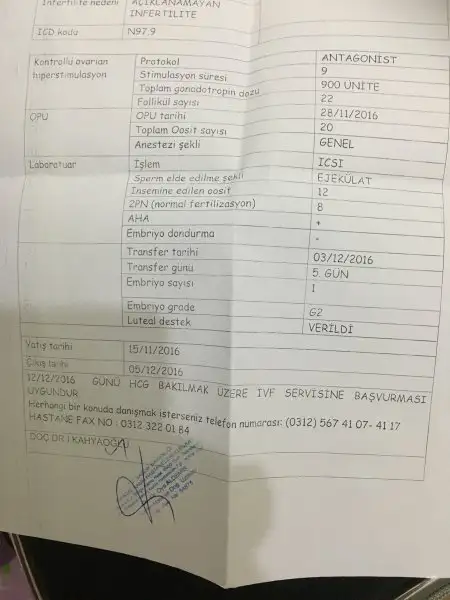 İnfertilite nedeni AÇIKLANAMAYAN
İNFERTİLİTE
ICD kodu N97.9
Kontrollü ovarian Protokol ANTAGONİST
hiperstimulasyon Stimulasyon süresi 9
Toplam gonadotropin dozu 900 ÜNİTE
Follikül sayısı 22
OPU OPU tarihi 28/11/2016
Toplam Oosit sayısı 20
Anestezi şekli GENEL
Laboratuar İşlem ICSI
Sperm elde edilme şekli EJEKÜLAT
İnsemine edilen oosit 12
2PN (normal fertilizasyon) 8
AHA +
Embriyo dondurma -
Transfer tarihi 03/12/2016
Transfer günü 5. GÜN
Embriyo sayısı 1
Embriyo grade G2
Luteal destek VERİLDİ
Yatış tarihi 15/11/2016
Çıkış tarihi 05/12/2016
12/12/2016 GÜNÜ HCG BAKILMAK ÜZERE IVF SERVİSİNE BAŞVURMASI
UYGUNDUR
Herhangi bir konuda danışmak isterseniz telefon numarası: (0312) 567 41 07- 41 17
HASTANE FAX NO : 0312 322 01 84
DOÇ DR İ KAHYAOĞLU